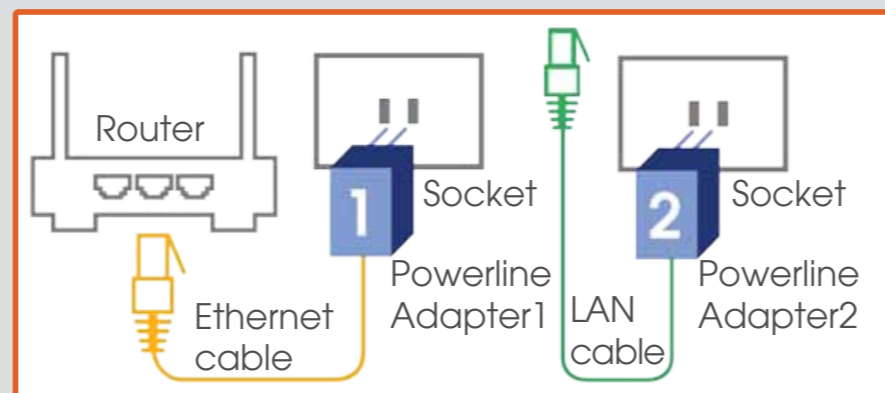 Router
1
Socket
2
Socket
Ethernet
cable
Powerline
Adapter1
LAN
cable
Powerline
Adapter2